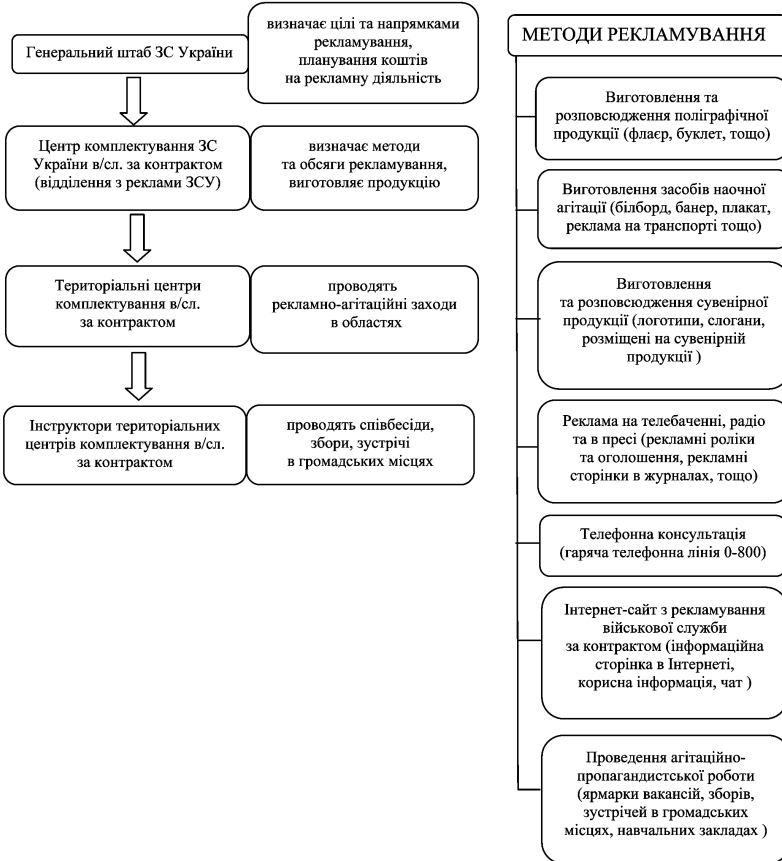 Генеральний штаб ЗС України
визначає цілі та напрямками
рекламування,
планування коштів
на рекламну діяльність
Центр комплектування ЗС
України в/сл. за контрактом
(відділення з реклами ЗСУ)
визначає методи
та обсяги рекламування,
виготовляє продукцію
Територіальні центри
комплектування в/сл.
за контрактом
проводять
рекламно-агітаційні заходи
в областях
Інструктори територіальних
центрів комплектування в/сл.
за контрактом
проводять співбесіди,
збори, зустрічі
в громадських місцях
МЕТОДИ РЕКЛАМУВАННЯ
Виготовлення та
розповсюдження поліграфічної
продукції (флаєр, буклет, тощо)
Виготовлення засобів наочної
агітації (білборд, банер, плакат,
реклама на транспорті тощо)
Виготовлення
та розповсюдження сувенірної
продукції (логотипи, слогани,
розміщені на сувенірній
продукції )
Реклама на телебаченні, радіо
та в пресі (рекламні роліки
та оголошення, рекламні
сторінки в журналах, тощо)
Телефонна консультація
(гаряча телефонна лінія 0-800)
Інтернет-сайт з рекламування
військової служби
за контрактом (інформаційна
сторінка в Інтернеті,
корисна інформація, чат )
Проведення агітаційно-
пропагандистської роботи
(ярмарки вакансій, зборів,
зустрічей в громадських
місцях, навчальних закладах )